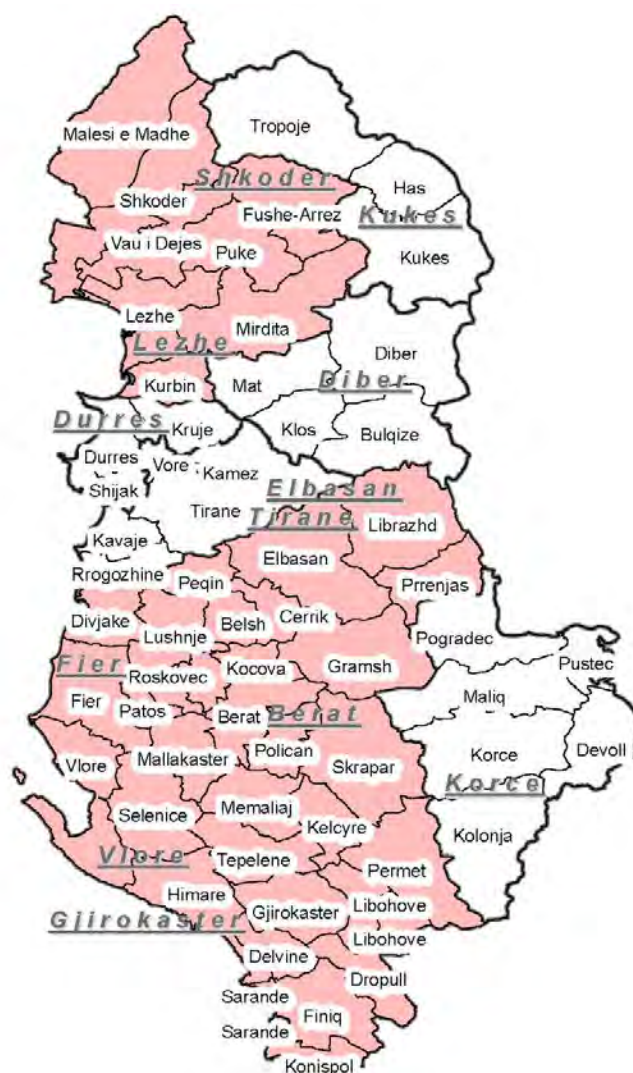 Tropoje
Malesi e Madhe
Shkoder
Has
Shkoder
Fushe-Arrez
Kukes
Vau i Dejes
Puke
Kukes
Lezhe
Mirdita
Lezhe
Diber
Kurbin
Mat
Diber
Durres
Kruje
Klos
Bulqize
Durres
Vore
Kamez
Shijak
Elbasan
Tirane
Tirane
Librazhd
Kavaje
Elbasan
Rrogozhine
Peqin
Prrenjas
Divjake
Belsh
Cerrik
Lushnje
Pogradec
Pustec
Fier
Roskovec
Kocova
Gramsh
Maliq
Fier
Patos
Berat
Berat
Vlore
Mallakaster
Polican
Skrapar
Korce
Devoll
Korce
Selenice
Memaliaj
Kelcyre
Kolonja
Vlore
Tepelene
Permet
Himare
Gjirokaster
Gjirokaster
Libohove
Libohove
Delvine
Dropull
Sarande
Finiq
Sarande
Konispol